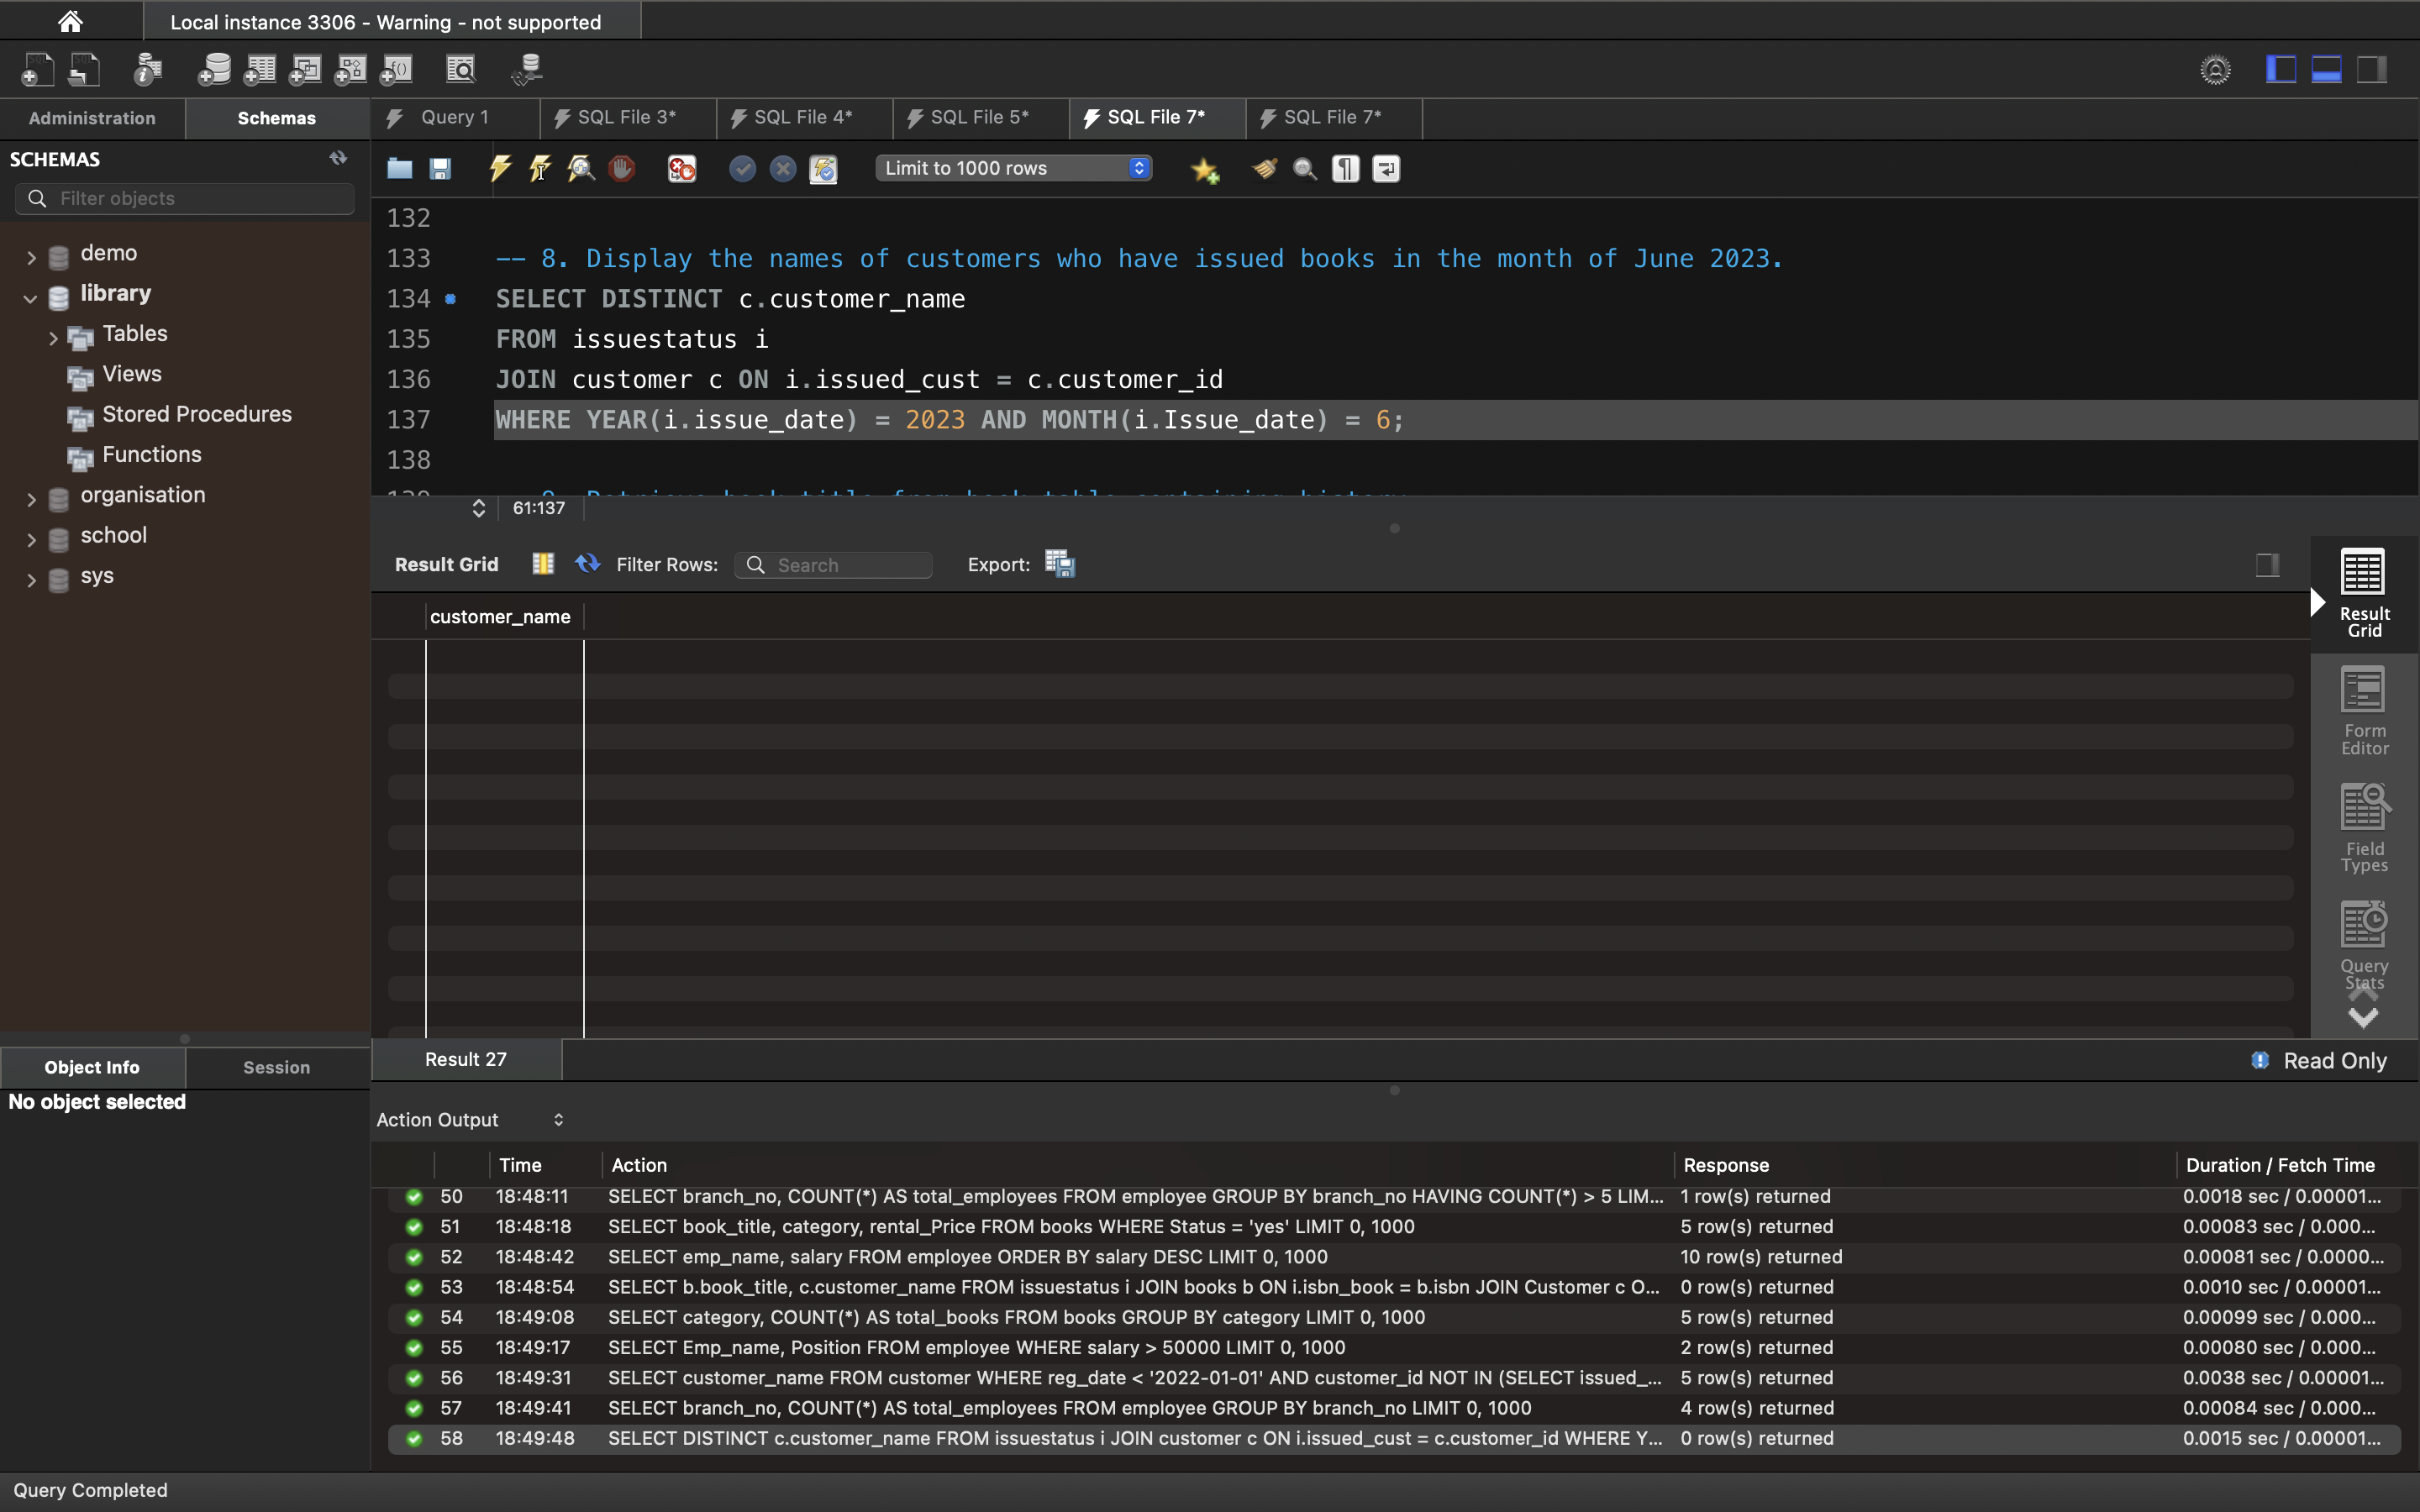 Local instance 3306 - Warning - not supported
Administration
Schemas
Query 1
SQL File 3*
SQL File 4*
SQL File 5*
SQL File 7*
SQL File 7*
SCHEMAS
Filter objects
Limit to 1000 rows
demo
library
Tables
Views
Stored Procedures
Functions
organisation
school
sys
132
133 -- 8. Display the names of customers who have issued books in the month of June 2023.
134 SELECT DISTINCT c.customer_name
135 FROM issuestatus i
136 JOIN customer c ON i.issued_cust = c.customer_id
137 WHERE YEAR(i.issue_date) = 2023 AND MONTH(i.Issue_date) = 6;
138
61:137
Result Grid
Filter Rows:
Search
Export:
customer_name
Result
Grid
Form
Editor
Field
Types
Query
Stats
Result 27
Read Only
Object Info
Session
No object selected
Action Output
Time Action Response Duration / Fetch Time
50 18:48:11 SELECT branch_no, COUNT(*) AS total_employees FROM employee GROUP BY branch_no HAVING COUNT(*) > 5 LIM... 1 row(s) returned 0.0018 sec / 0.00001...
51 18:48:18 SELECT book_title, category, rental_Price FROM books WHERE Status = 'yes' LIMIT 0, 1000 5 row(s) returned 0.00083 sec / 0.000...
52 18:48:42 SELECT emp_name, salary FROM employee ORDER BY salary DESC LIMIT 0, 1000 10 row(s) returned 0.00081 sec / 0.0000...
53 18:48:54 SELECT b.book_title, c.customer_name FROM issuestatus i JOIN books b ON i.isbn_book = b.isbn JOIN Customer c O... 0 row(s) returned 0.0010 sec / 0.00001...
54 18:49:08 SELECT category, COUNT(*) AS total_books FROM books GROUP BY category LIMIT 0, 1000 5 row(s) returned 0.00099 sec / 0.000...
55 18:49:17 SELECT Emp_name, Position FROM employee WHERE salary > 50000 LIMIT 0, 1000 2 row(s) returned 0.00080 sec / 0.000...
56 18:49:31 SELECT customer_name FROM customer WHERE reg_date < '2022-01-01' AND customer_id NOT IN (SELECT issued_... 5 row(s) returned 0.0038 sec / 0.00001...
57 18:49:41 SELECT branch_no, COUNT(*) AS total_employees FROM employee GROUP BY branch_no LIMIT 0, 1000 4 row(s) returned 0.00084 sec / 0.000...
58 18:49:48 SELECT DISTINCT c.customer_name FROM issuestatus i JOIN customer c ON i.issued_cust = c.customer_id WHERE Y... 0 row(s) returned 0.0015 sec / 0.00001...
Query Completed